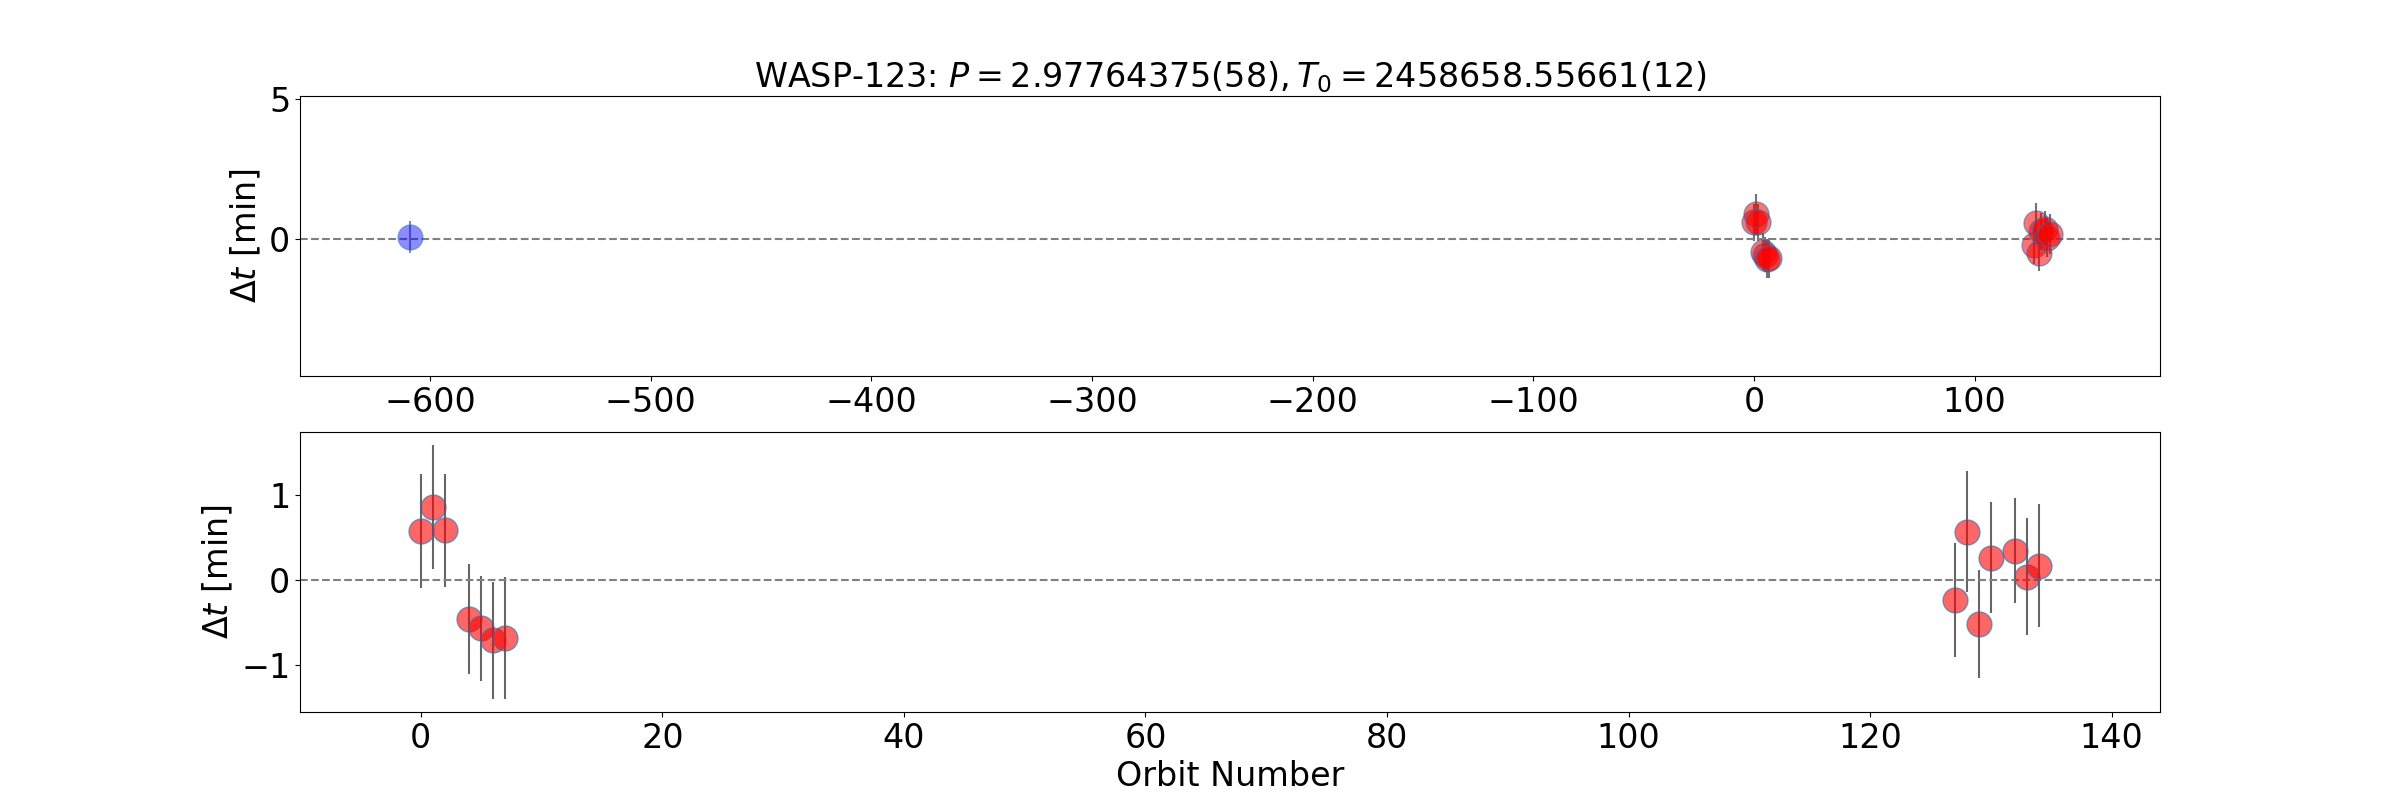 WASP-123: P = 2.97764375(58), T₀ = 2458658.55661(12)
5
0
Δt [min]
−600 −500 −400 −300 −200 −100 0 100
1
0
−1
Δt [min]
0 20 40 60 80 100 120 140
Orbit Number